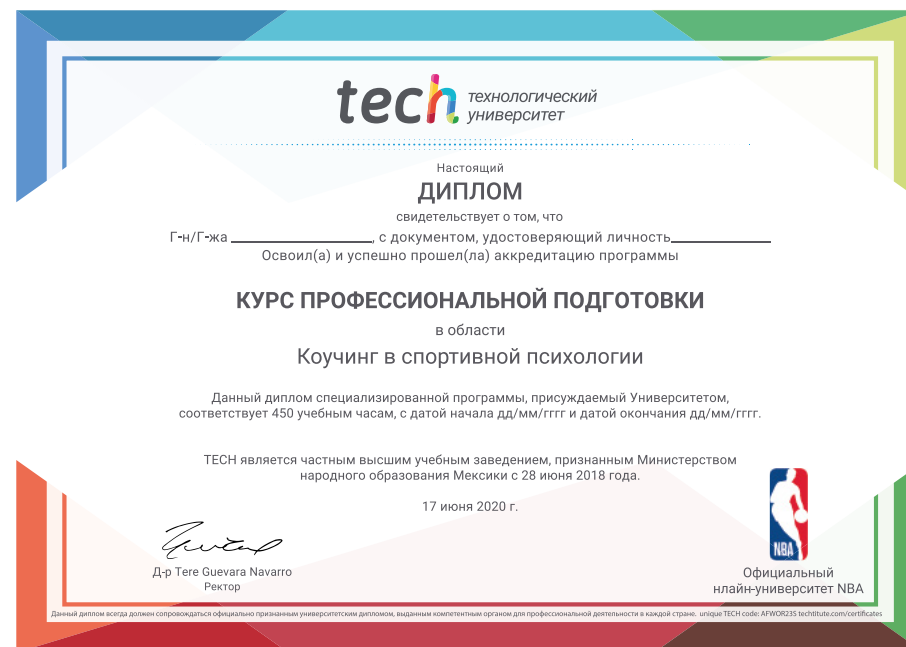 tech технологический
университет
Настоящий
ДИПЛОМ
свидетельствует о том, что
Г-н/Г-жа , с документом, удостоверяющий личность
Освоил(а) и успешно прошел(ла) аккредитацию программы
КУРС ПРОФЕССИОНАЛЬНОЙ ПОДГОТОВКИ
в области
Коучинг в спортивной психологии
Данный диплом специализированной программы, присуждаемый Университетом,
соответствует 450 учебным часам, с датой начала дд/мм/гггг и датой окончания дд/мм/гггг.
TECH является частным высшим учебным заведением, признанным Министерством
народного образования Мексики с 28 июня 2018 года.
17 июня 2020 г.
Д-р Tere Guevara Navarro
Ректор
NBA
Официальный
нлайн-университет NBA
Данный диплом всегда должен сопровождаться официально признанным университетским дипломом, выданным компетентным органом для профессиональной деятельности в каждой стране. unique TECH code: AFWOR235 techtitute.com/certificates